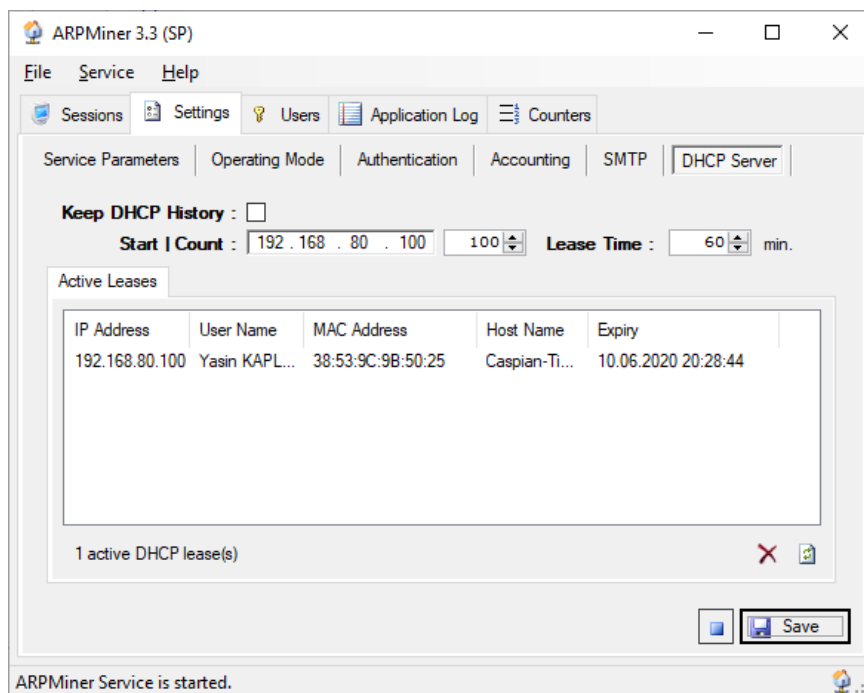 ARPMiner 3.3 (SP)
File Service Help
Sessions Settings Users Application Log Counters
Service Parameters Operating Mode Authentication Accounting SMTP DHCP Server
Keep DHCP History :
Start | Count : 192 . 168 . 80 . 100 100 Lease Time : 60 min.
Active Leases
IP Address User Name MAC Address Host Name Expiry
192.168.80.100 Yasin KAPL... 38:53:9C:9B:50:25 Caspian-Ti... 10.06.2020 20:28:44
1 active DHCP lease(s)
Save
ARPMiner Service is started.